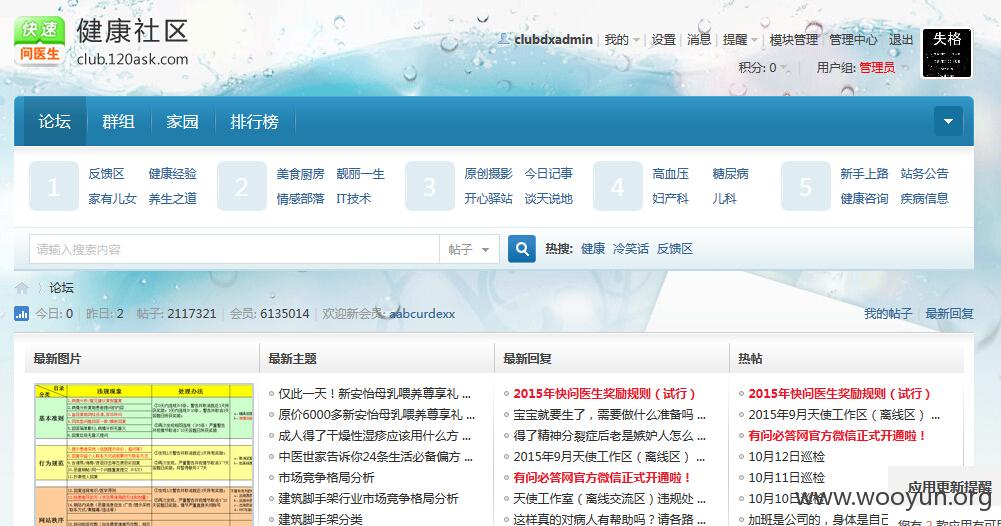 快速
问医生
健康社区
club.120ask.com
clubdxadmin | 我的 | 设置 | 消息 | 提醒 | 模块管理 | 管理中心 | 退出
积分: 0 | 用户组: 管理员
失格
论坛 群组 家园 排行榜
1 反馈区 健康经验
家有儿女 养生之道
2 美食厨房 靓丽一生
情感部落 IT技术
3 原创摄影 今日记事
开心驿站 谈天说地
4 高血压 糖尿病
妇产科 儿科
5 新手上路 站务公告
健康咨询 疾病信息
请输入搜索内容 帖子 热搜: 健康 冷笑话 反馈区
论坛
今日: 0 | 昨日: 2 | 帖子: 2117321 | 会员: 6135014 | 欢迎新会员: aabcurdexx
我的帖子 | 最新回复
最新图片
目录
分类
违规现象
处理办法
基本准则
行为规范
网站秩序
最新主题
仅此一天！新安怡母乳喂养尊享礼 ...
原价6000多新安怡母乳喂养尊享礼 ...
成人得了干燥性湿疹应该用什么方 ...
中医世家告诉你24条生活必备偏方 ...
市场竞争格局分析
建筑脚手架行业市场竞争格局分析
建筑脚手架分类
最新回复
2015年快问医生奖励规则（试行）
宝宝就要生了，需要做什么准备吗 ...
得了精神分裂症后老是嫉妒人怎么 ...
2015年9月天使工作区（离线区） ...
有问必答网官方微信正式开通啦！
天使工作室（离线交流区）违规处 ...
这样真的对病人有帮助吗？请各路 ...
热帖
2015年快问医生奖励规则（试行）
2015年9月天使工作区（离线区） ...
有问必答网官方微信正式开通啦！
10月12日巡检
10月11日巡检
10月10日巡检
加班是公司的，身体是自己
应用更新提醒
www.wooyun.org